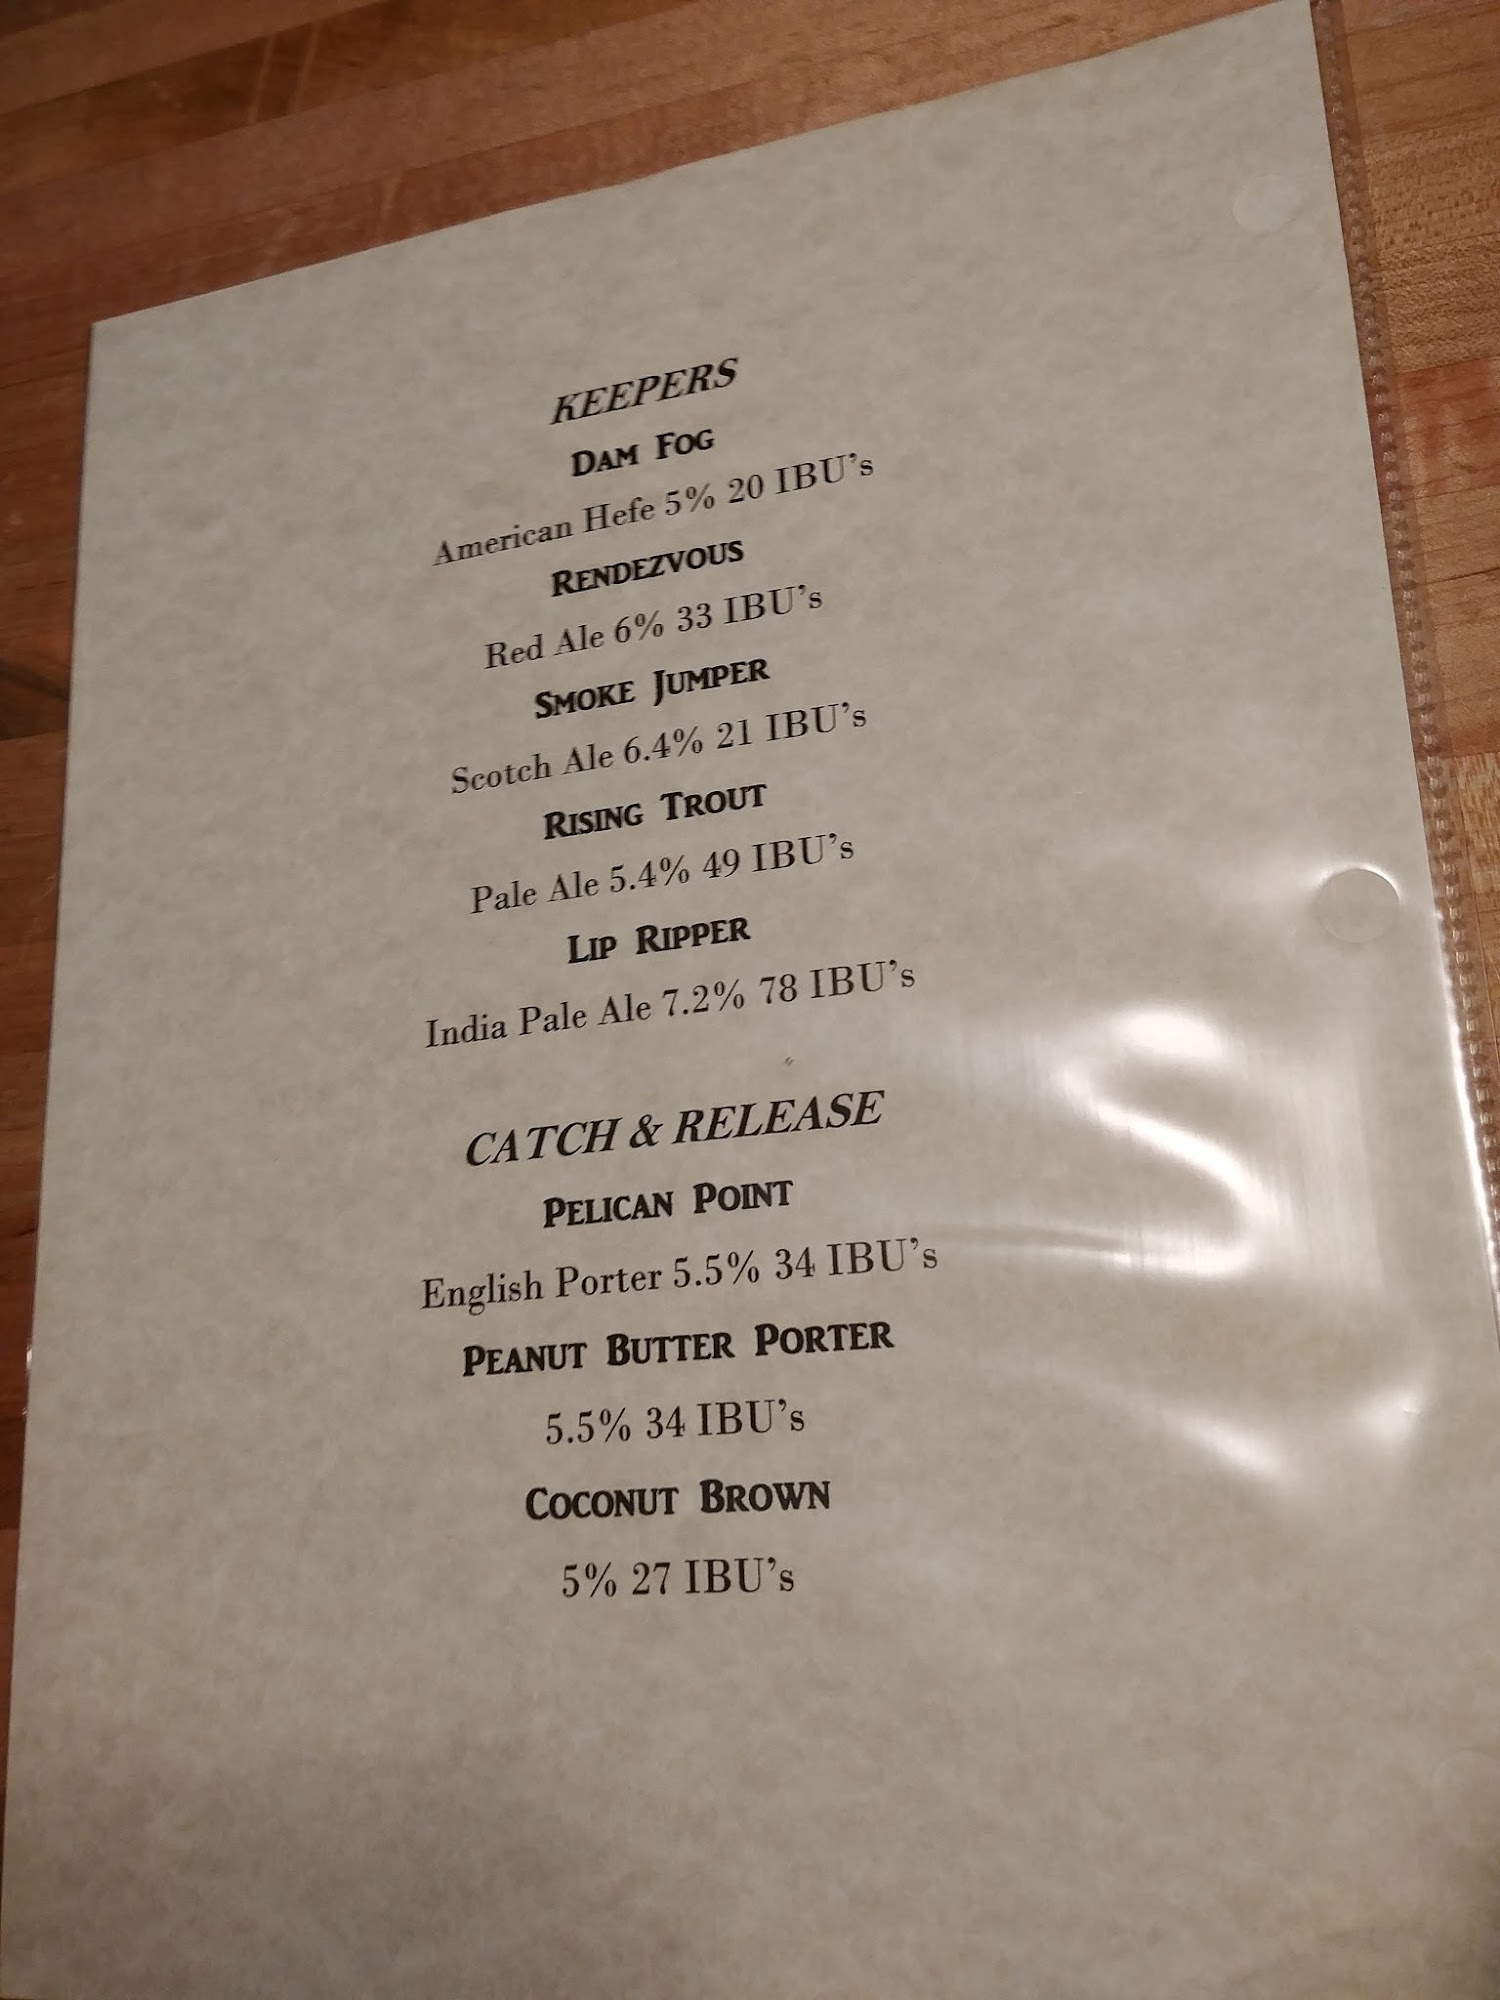 KEEPERS
DAM FOG
American Hefe 5% 20 IBU's
RENDEZVOUS
Red Ale 6% 33 IBU's
SMOKE JUMPER
Scotch Ale 6.4% 21 IBU's
RISING TROUT
Pale Ale 5.4% 49 IBU's
LIP RIPPER
India Pale Ale 7.2% 78 IBU's
CATCH & RELEASE
PELICAN POINT
English Porter 5.5% 34 IBU's
PEANUT BUTTER PORTER
5.5% 34 IBU's
COCONUT BROWN
5% 27 IBU's